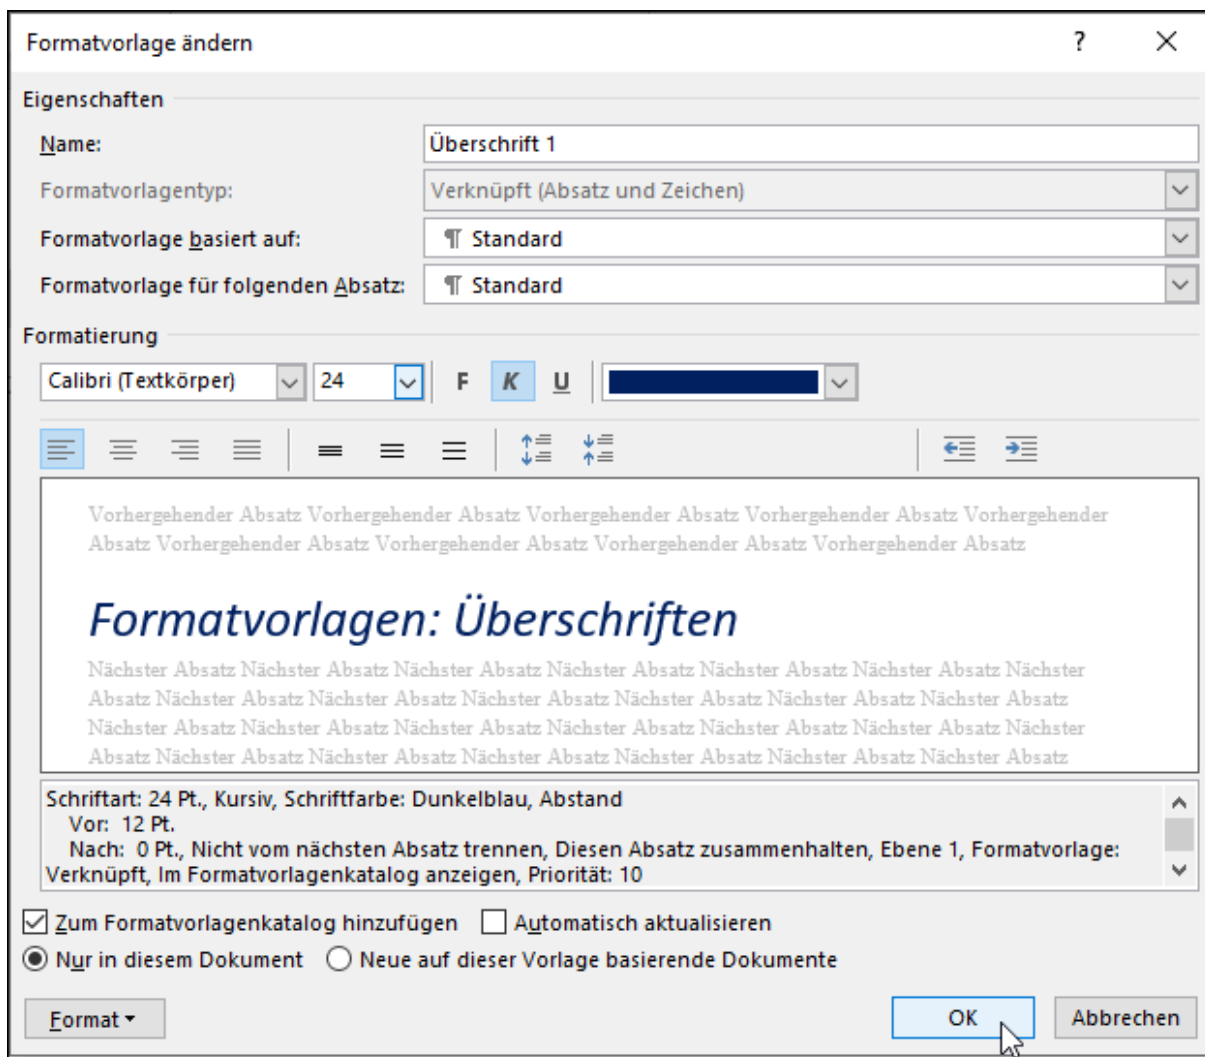 Formatvorlage ändern ?
Eigenschaften
Name: Überschrift 1
Formatvorlagentyp: Verknüpft (Absatz und Zeichen)
Formatvorlage basiert auf: ¶ Standard
Formatvorlage für folgenden Absatz: ¶ Standard
Formatierung
Calibri (Textkörper) 24 F K U
Vorhergehender Absatz Vorhergehender Absatz Vorhergehender Absatz Vorhergehender Absatz Vorhergehender
Absatz Vorhergehender Absatz Vorhergehender Absatz Vorhergehender Absatz Vorhergehender Absatz
Formatvorlagen: Überschriften
Nächster Absatz Nächster Absatz Nächster Absatz Nächster Absatz Nächster Absatz Nächster Absatz Nächster
Absatz Nächster Absatz Nächster Absatz Nächster Absatz Nächster Absatz Nächster Absatz Nächster Absatz
Nächster Absatz Nächster Absatz Nächster Absatz Nächster Absatz Nächster Absatz Nächster Absatz Nächster
Absatz Nächster Absatz Nächster Absatz Nächster Absatz Nächster Absatz Nächster Absatz Nächster Absatz
Schriftart: 24 Pt., Kursiv, Schriftfarbe: Dunkelblau, Abstand
Vor: 12 Pt.
Nach: 0 Pt., Nicht vom nächsten Absatz trennen, Diesen Absatz zusammenhalten, Ebene 1, Formatvorlage:
Verknüpft, Im Formatvorlagenkatalog anzeigen, Priorität: 10
Zum Formatvorlagenkatalog hinzufügen Automatisch aktualisieren
Nur in diesem Dokument Neue auf dieser Vorlage basierende Dokumente
Format OK Abbrechen